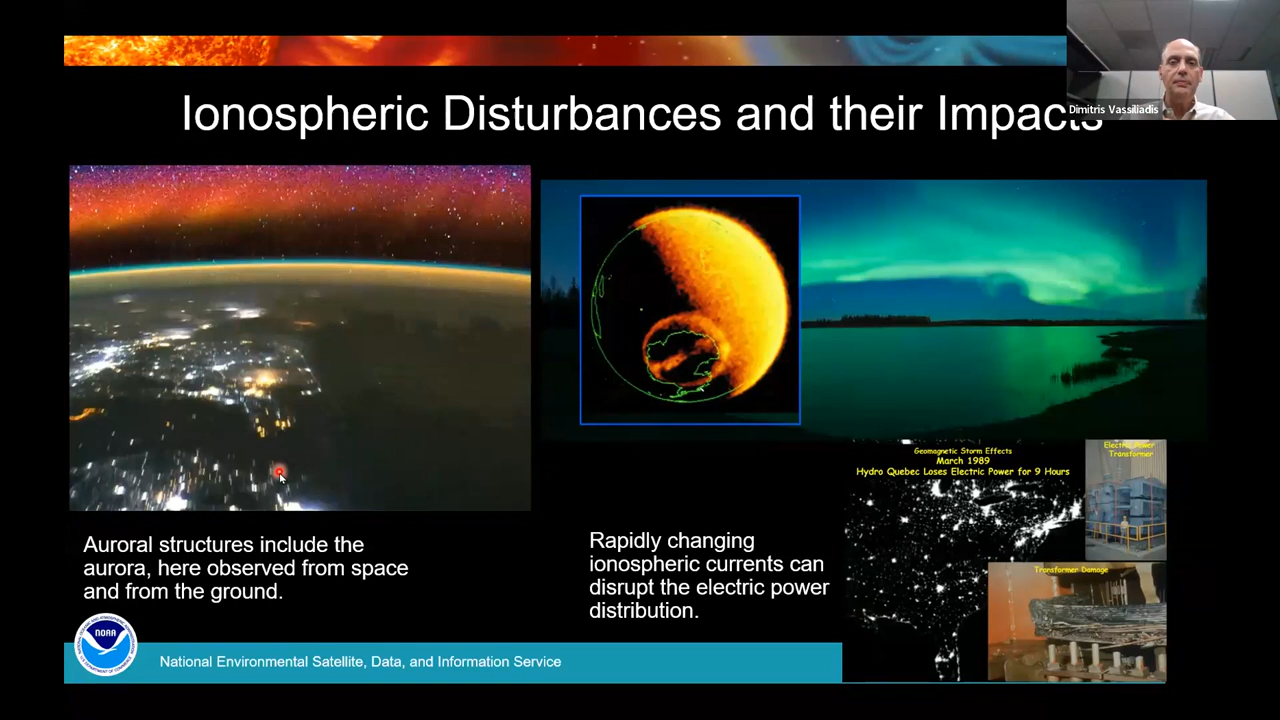 Dimitris Vassiliadis
Ionospheric Disturbances and their Impacts
Geomagnetic Storm Effects
March 1989
Hydro Quebec Loses Electric Power for 9 Hours
Electric Power
Transformer
Transformer Damage
Auroral structures include the
aurora, here observed from space
and from the ground.
Rapidly changing
ionospheric currents can
disrupt the electric power
distribution.
NOAA
National Environmental Satellite, Data, and Information Service